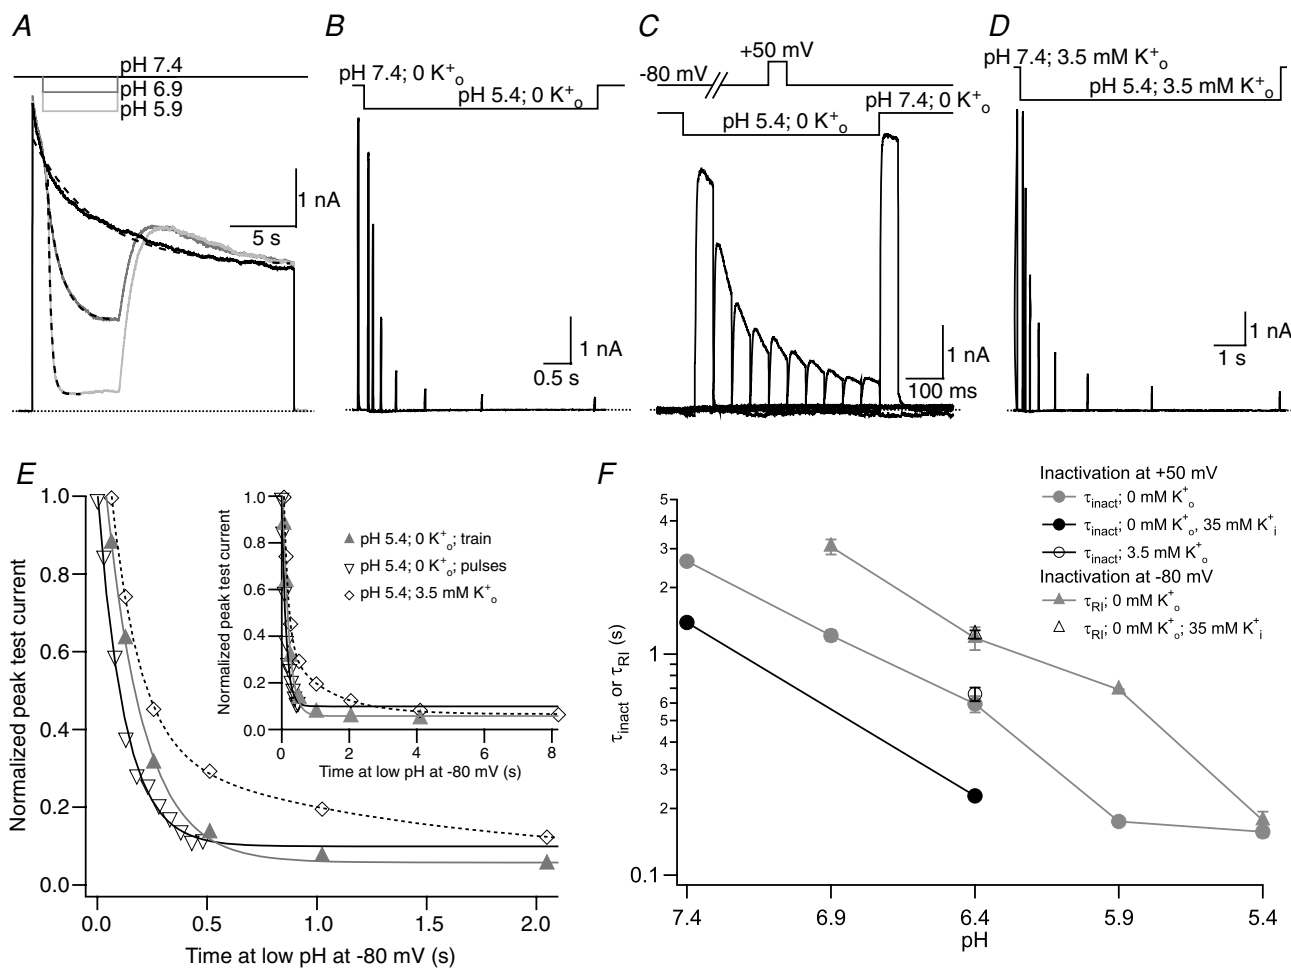 A
pH 7.4
pH 6.9
pH 5.9
1 nA
5 s
B
pH 7.4; 0 K⁺ₒ
pH 5.4; 0 K⁺ₒ
1 nA
0.5 s
C
+50 mV
-80 mV
pH 7.4; 0 K⁺ₒ
pH 5.4; 0 K⁺ₒ
1 nA
100 ms
D
pH 7.4; 3.5 mM K⁺ₒ
pH 5.4; 3.5 mM K⁺ₒ
1 nA
1 s
E
Normalized peak test current
1.0
0.8
0.6
0.4
0.2
0.0
0.0 0.5 1.0 1.5 2.0
Time at low pH at -80 mV (s)
Normalized peak test current
1.0
0.8
0.6
0.4
0.2
0.0
0 2 4 6 8
Time at low pH at -80 mV (s)
pH 5.4; 0 K⁺ₒ; train
pH 5.4; 0 K⁺ₒ; pulses
pH 5.4; 3.5 mM K⁺ₒ
F
Inactivation at +50 mV
τinact; 0 mM K⁺ₒ
τinact; 0 mM K⁺ₒ, 35 mM K⁺ᵢ
τinact; 3.5 mM K⁺ₒ
Inactivation at -80 mV
τRI; 0 mM K⁺ₒ
τRI; 0 mM K⁺ₒ; 35 mM K⁺ᵢ
τinact or τRI (s)
5
4
3
2
1
6
5
4
3
2
0.1
7.4 6.9 6.4 5.9 5.4
pH